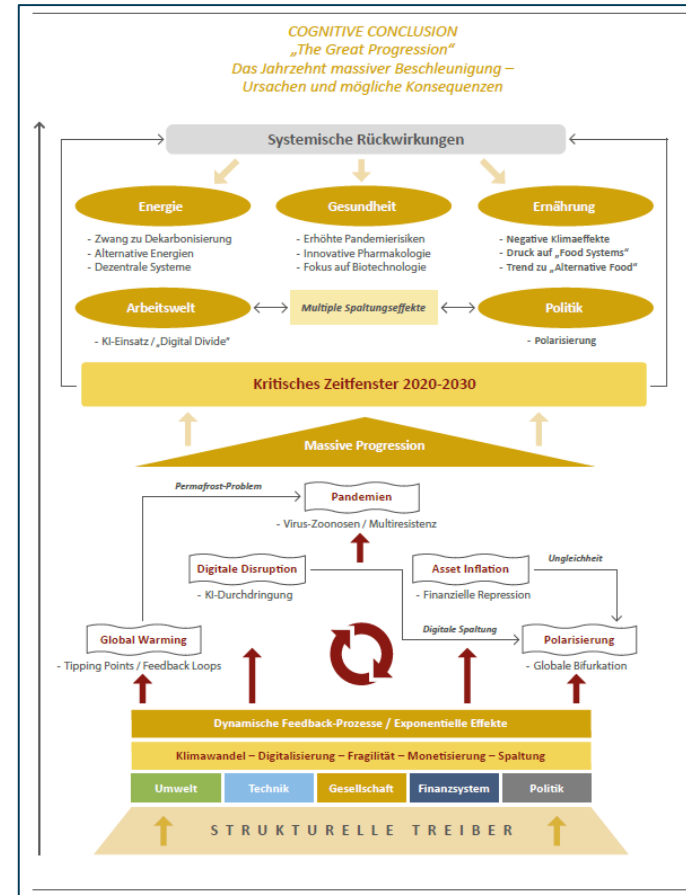 COGNITIVE CONCLUSION
„The Great Progression“
Das Jahrzehnt massiver Beschleunigung –
Ursachen und mögliche Konsequenzen
Systemische Rückwirkungen
Energie
- Zwang zu Dekarbonisierung
- Alternative Energien
- Dezentrale Systeme
Gesundheit
- Erhöhte Pandemierisiken
- Innovative Pharmakologie
- Fokus auf Biotechnologie
Ernährung
- Negative Klimaeffekte
- Druck auf „Food Systems“
- Trend zu „Alternative Food“
Arbeitswelt
- KI-Einsatz / „Digital Divide“
Multiple Spaltungseffekte
Politik
- Polarisierung
Kritisches Zeitfenster 2020-2030
Massive Progression
Permafrost-Problem
Pandemien
- Virus-Zoonosen / Multiresistenz
Digitale Disruption
- KI-Durchdringung
Asset Inflation
- Finanzielle Repression
Ungleichheit
Digitale Spaltung
Global Warming
- Tipping Points / Feedback Loops
Polarisierung
- Globale Bifurkation
Dynamische Feedback-Prozesse / Exponentielle Effekte
Klimawandel – Digitalisierung – Fragilität – Monetisierung – Spaltung
Umwelt
Technik
Gesellschaft
Finanzsystem
Politik
STRUKTURELLE TREIBER